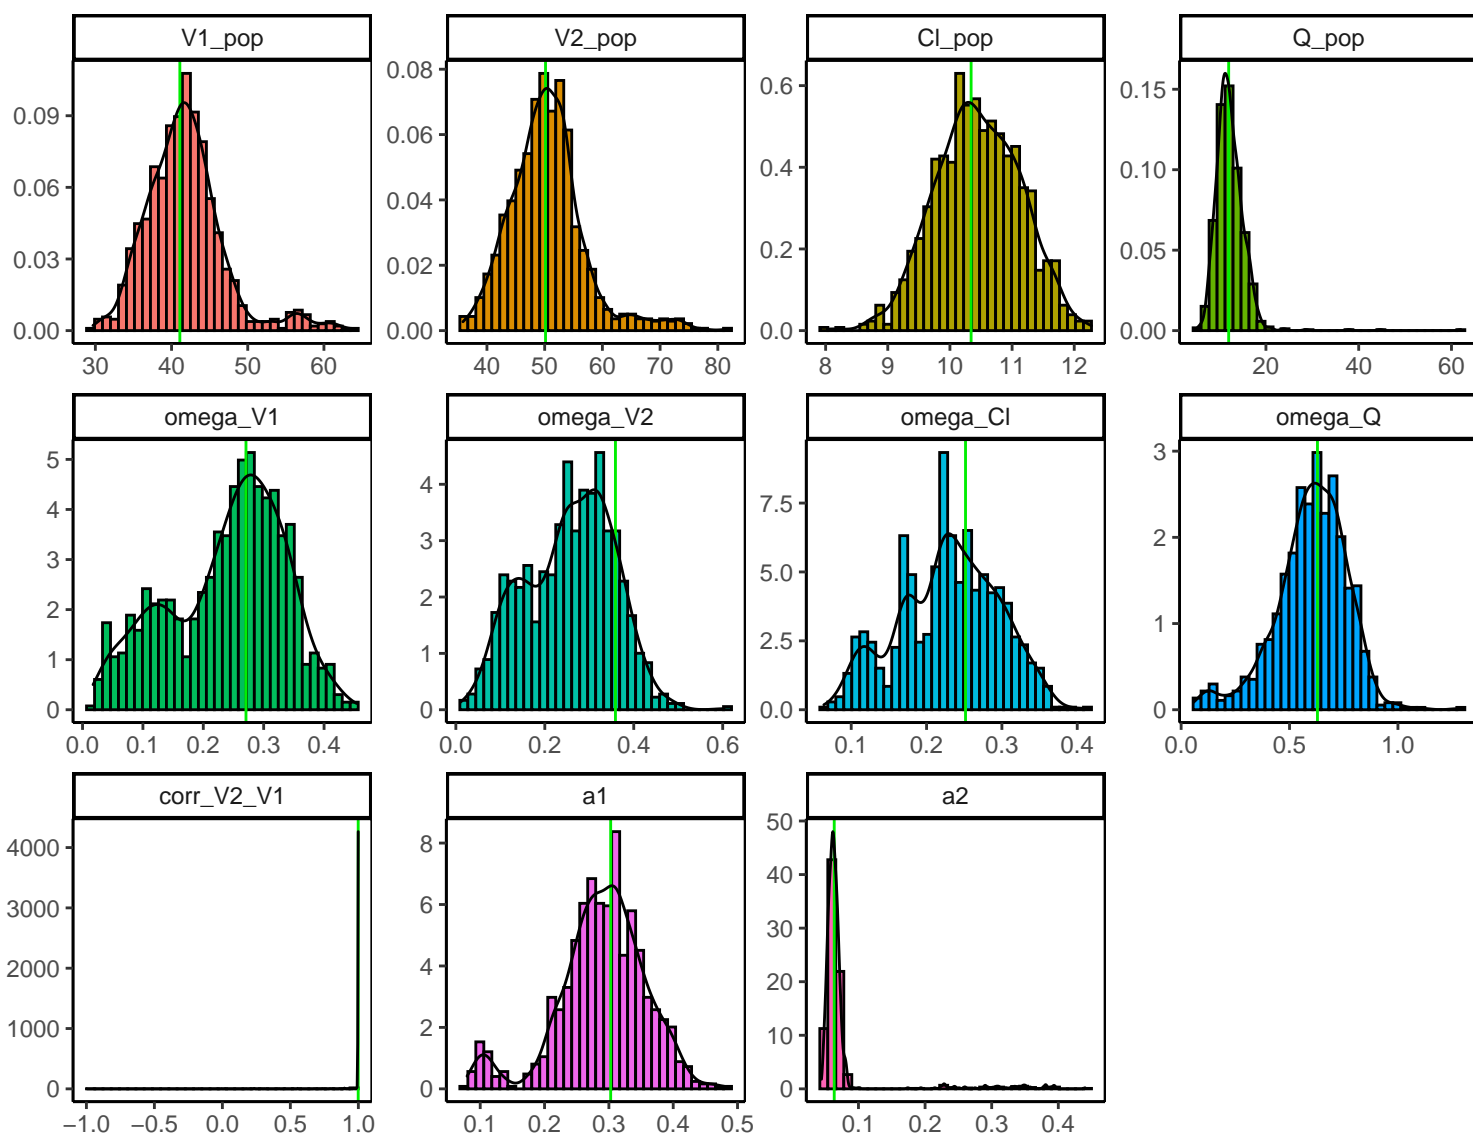 V1_pop V2_pop Cl_pop Q_pop
0.00 0.03 0.06 0.09
30 40 50 60
0.00 0.02 0.04 0.06 0.08
40 50 60 70 80
0.0 0.2 0.4 0.6
8 9 10 11 12
0.00 0.05 0.10 0.15
20 40 60
omega_V1 omega_V2 omega_Cl omega_Q
0 1 2 3 4 5
0.0 0.1 0.2 0.3 0.4
0 1 2 3 4
0.0 0.2 0.4 0.6
0.0 2.5 5.0 7.5
0.1 0.2 0.3 0.4
0 1 2 3
0.0 0.5 1.0
corr_V2_V1 a1 a2
0 1000 2000 3000 4000
−1.0 −0.5 0.0 0.5 1.0
0 2 4 6 8
0.1 0.2 0.3 0.4 0.5
0 10 20 30 40 50
0.1 0.2 0.3 0.4